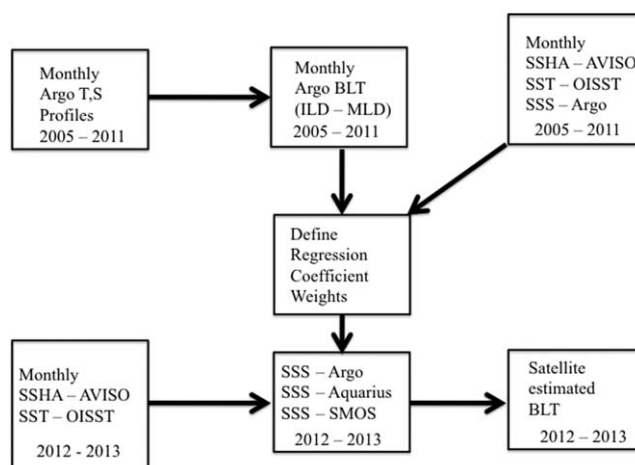 Monthly
Argo T,S
Profiles
2005 – 2011
Monthly
Argo BLT
(ILD – MLD)
2005 – 2011
Monthly
SSHA – AVISO
SST – OISST
SSS – Argo
2005 – 2011
Define
Regression
Coefficient
Weights
Monthly
SSHA – AVISO
SST – OISST
2012 - 2013
SSS – Argo
SSS – Aquarius
SSS – SMOS
2012 – 2013
Satellite
estimated
BLT
2012 – 2013